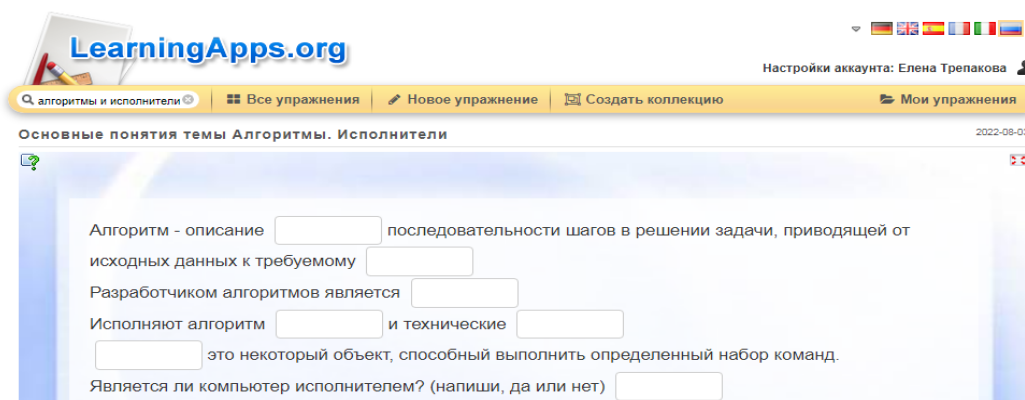 LearningApps.org
Настройки аккаунта: Елена Трепакова
алгоритмы и исполнители
Все упражнения
Новое упражнение
Создать коллекцию
Мои упражнения
Основные понятия темы Алгоритмы. Исполнители
2022-08-03
Алгоритм - описание последовательности шагов в решении задачи, приводящей от
исходных данных к требуемому
Разработчиком алгоритмов является
Исполняют алгоритм и технические
это некоторый объект, способный выполнить определенный набор команд.
Является ли компьютер исполнителем? (напиши, да или нет)